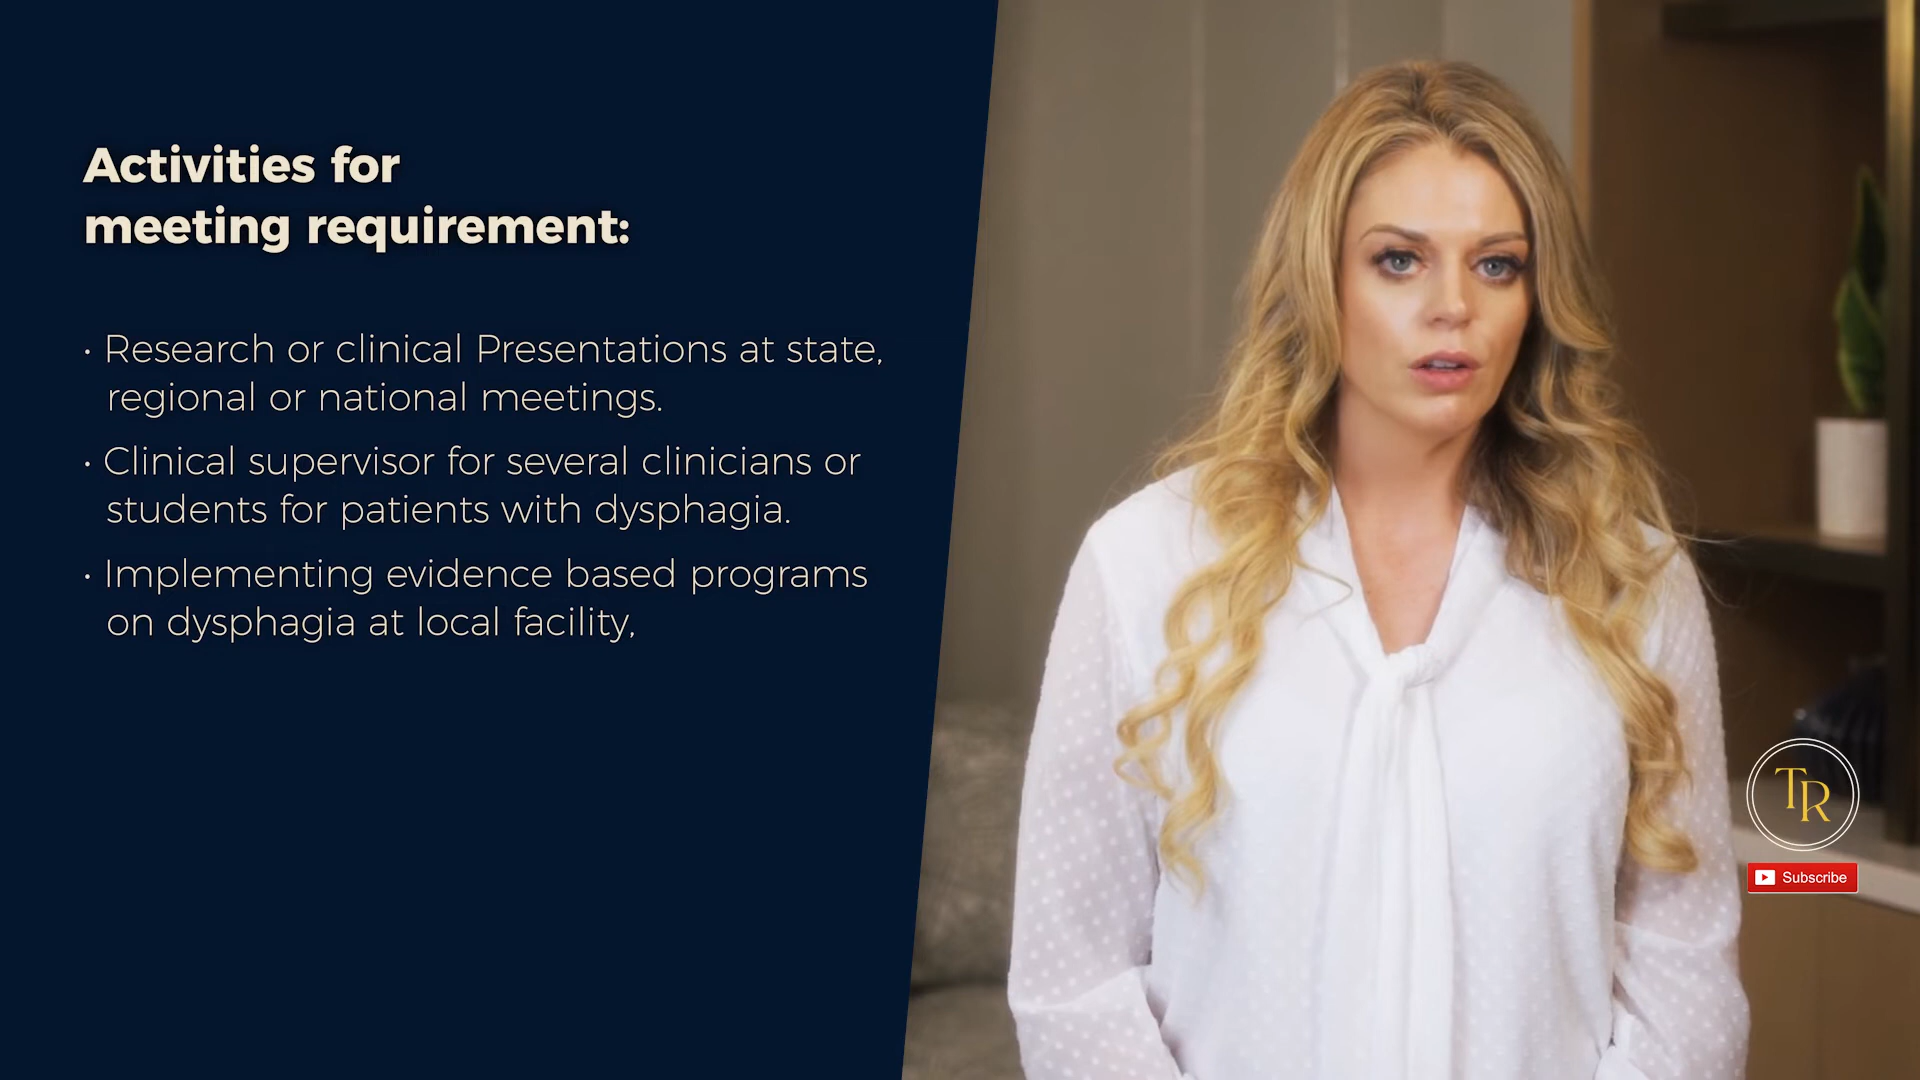 Activities for
meeting requirement:
• Research or clinical Presentations at state,
regional or national meetings.
• Clinical supervisor for several clinicians or
students for patients with dysphagia.
• Implementing evidence based programs
on dysphagia at local facility,
TR
Subscribe